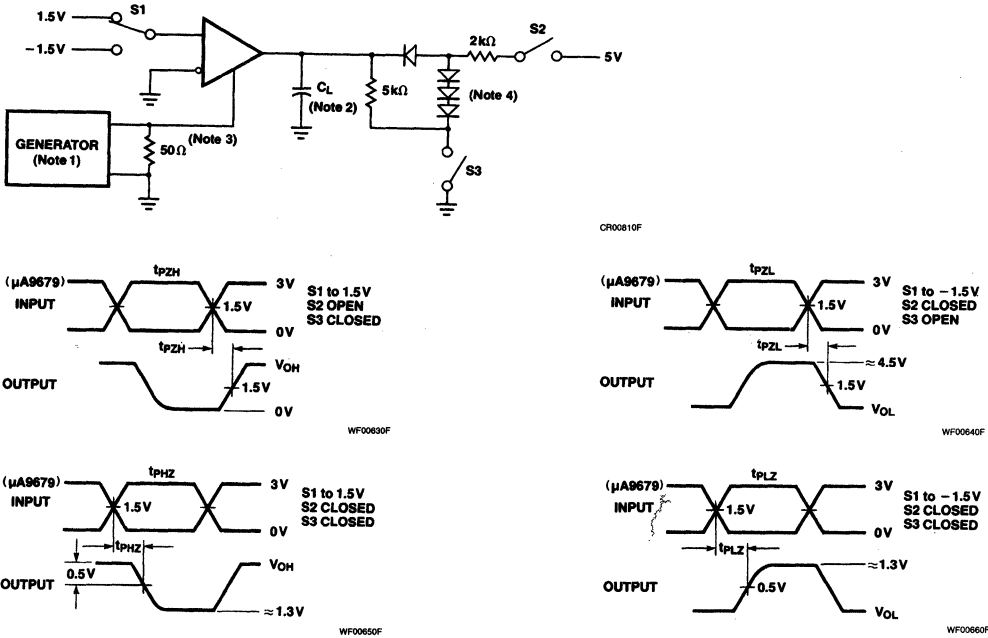 1.5V
S1
−1.5V
S2
2kΩ
5V
CL
(Note 2)
5kΩ
(Note 4)
(Note 3)
GENERATOR
(Note 1)
50Ω
S3
CR00810F
(μA9679)
INPUT
tPZH
3V
1.5V
0V
S1 to 1.5V
S2 OPEN
S3 CLOSED
tPZH
OUTPUT
VOH
1.5V
0V
WF00630F
(μA9679)
INPUT
tPZL
3V
1.5V
0V
S1 to −1.5V
S2 CLOSED
S3 OPEN
tPZL
OUTPUT
≈4.5V
1.5V
VOL
WF00640F
(μA9679)
INPUT
tPHZ
3V
1.5V
0V
S1 to 1.5V
S2 CLOSED
S3 CLOSED
tPHZ
0.5V
OUTPUT
VOH
≈1.3V
WF00650F
(μA9679)
INPUT
tPLZ
3V
1.5V
0V
S1 to −1.5V
S2 CLOSED
S3 CLOSED
tPLZ
OUTPUT
≈1.3V
0.5V
VOL
WF00660F